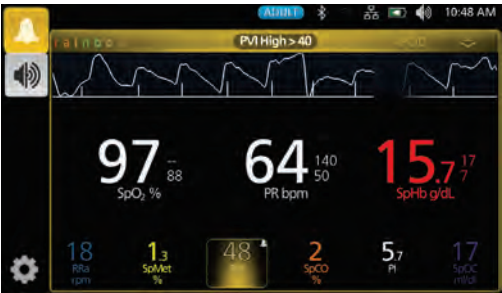 ADULT 10:48 AM
rainbow PVI High > 40
97 -- 88 64 140 50 15.7 17 7
SpO₂ % PR bpm SpHb g/dL
18 1.3 48 2 5.7 17
RRa SpMet SpCO PI SpOC
rpm % % ml/dl